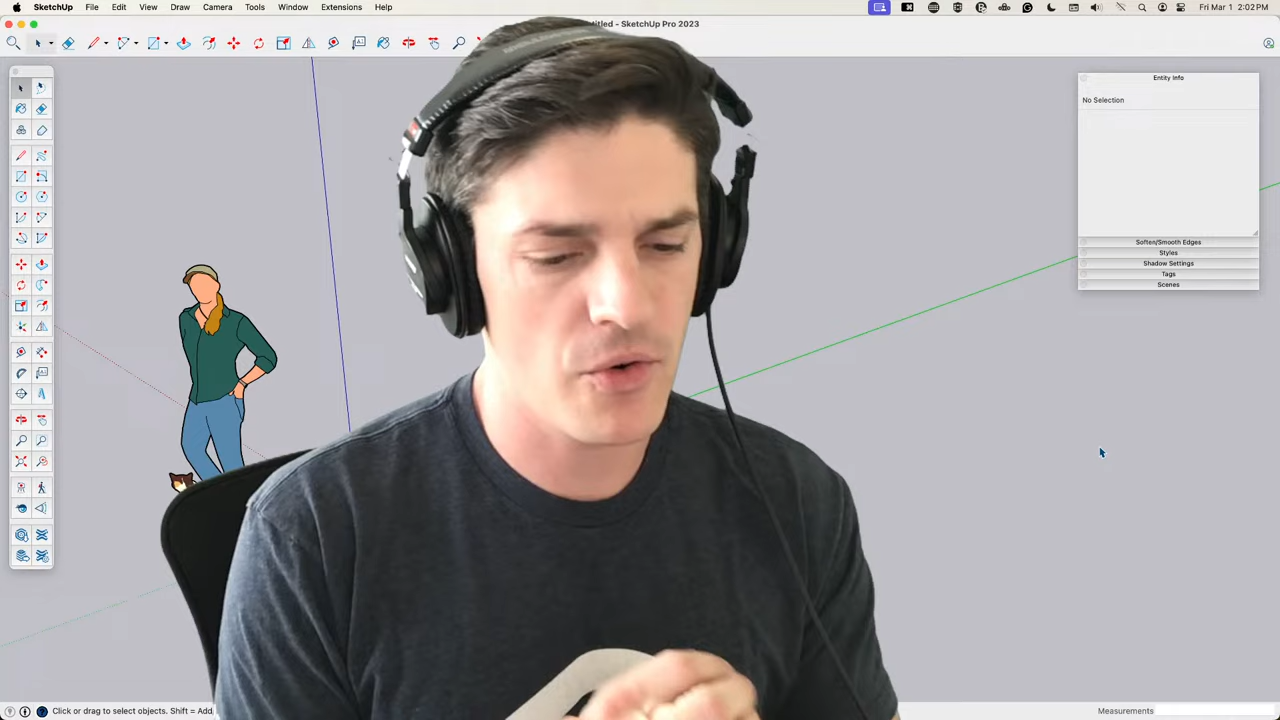 SketchUp File Edit View Draw Camera Tools Window Extensions Help
Fri Mar 1 2:02 PM
titled - SketchUp Pro 2023
Entity Info
No Selection
Soften/Smooth Edges
Styles
Shadow Settings
Tags
Scenes
Click or drag to select objects. Shift = Add
Measurements